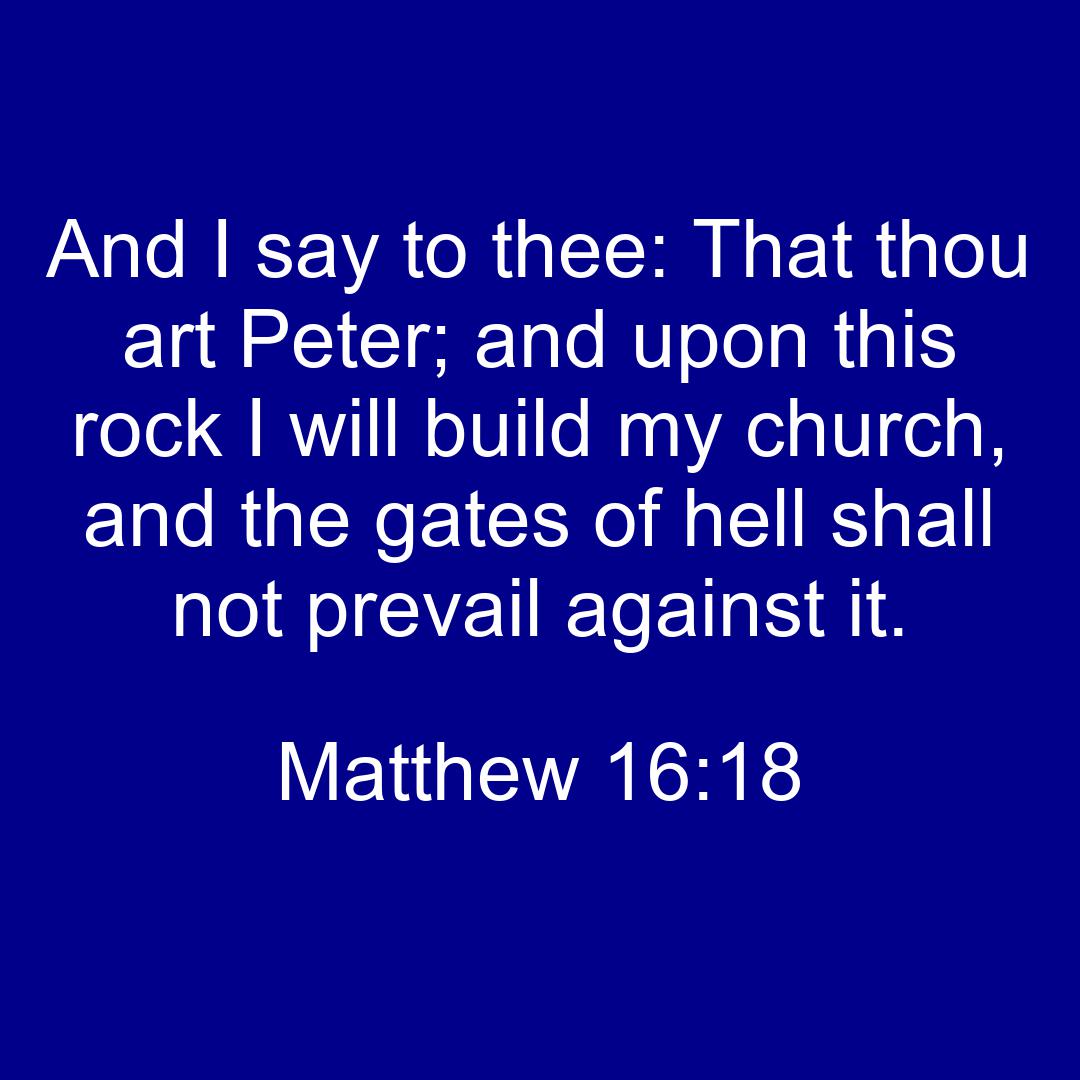 And I say to thee: That thou
art Peter; and upon this
rock I will build my church,
and the gates of hell shall
not prevail against it.
Matthew 16:18